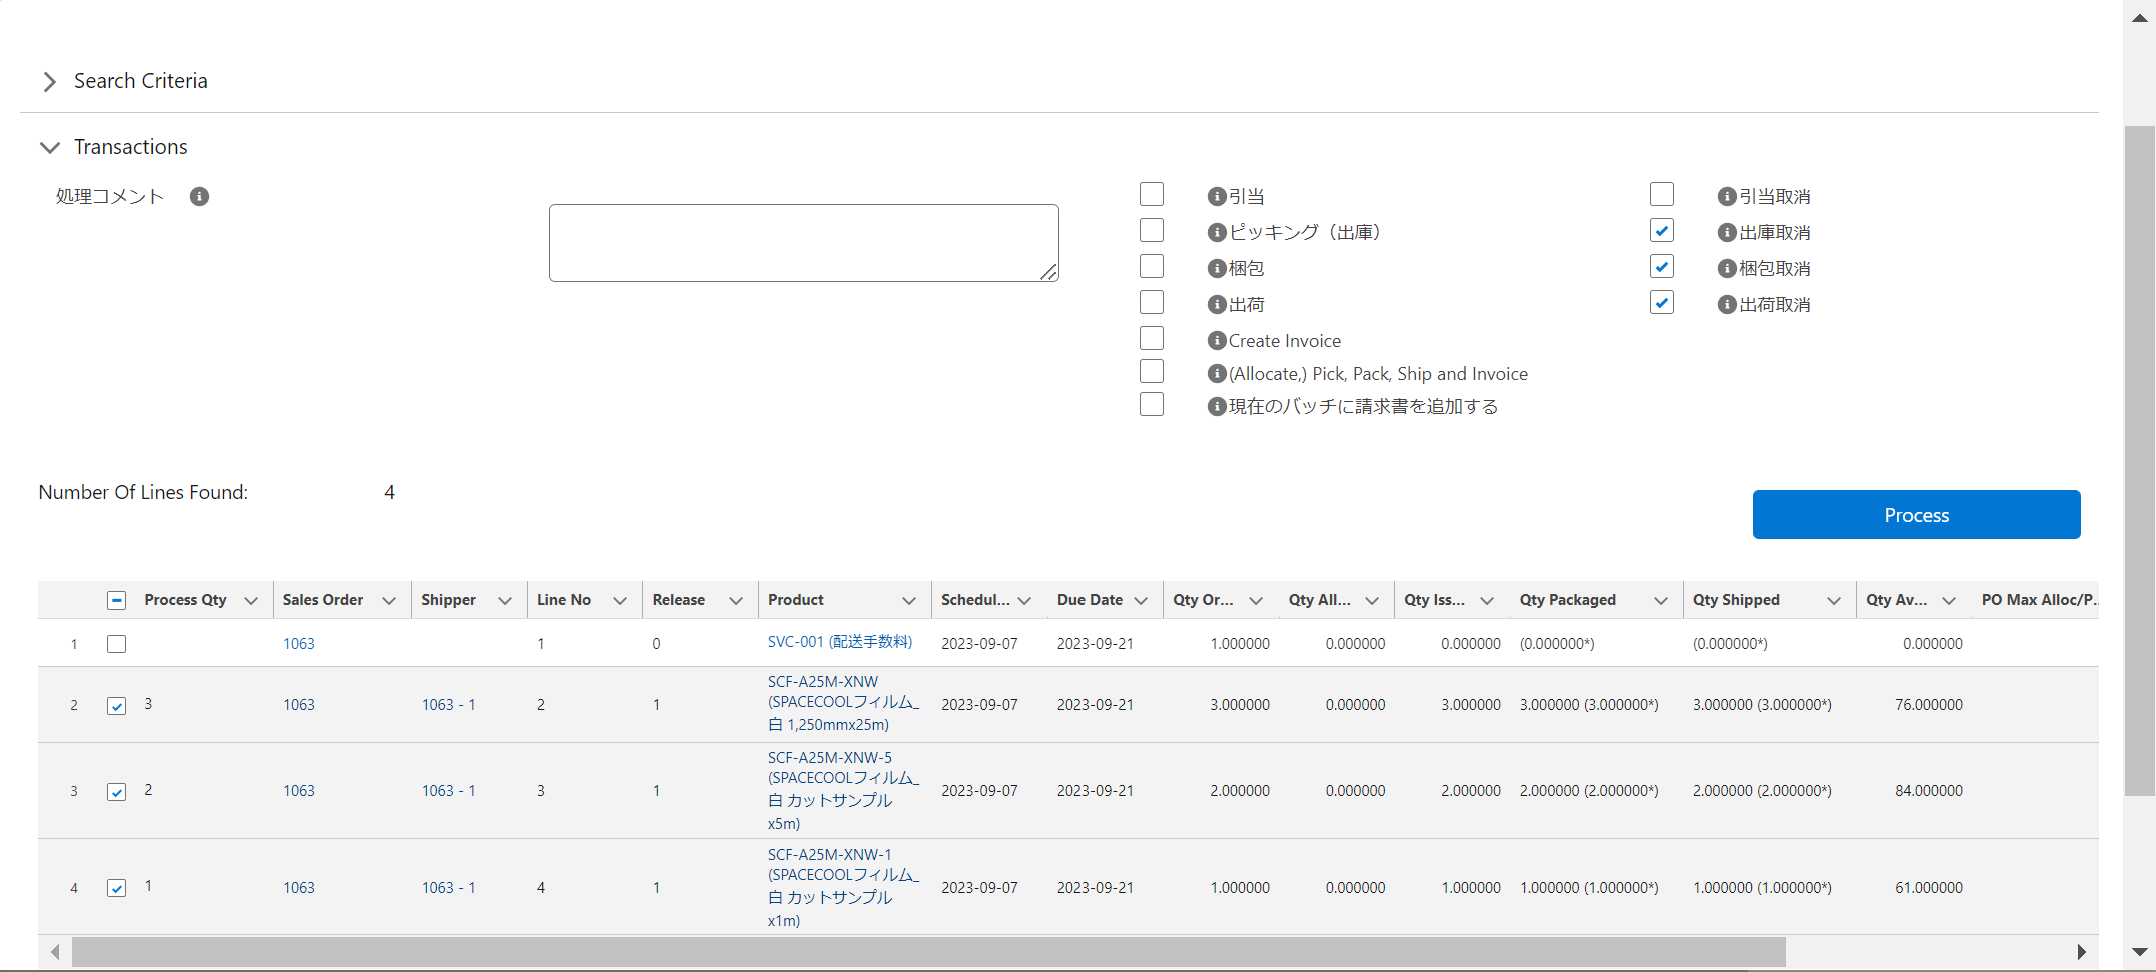 Search Criteria
Transactions
処理コメント
引当
引当取消
ピッキング（出庫）
出庫取消
梱包
梱包取消
出荷
出荷取消
Create Invoice
(Allocate,) Pick, Pack, Ship and Invoice
現在のバッチに請求書を追加する
Number Of Lines Found: 4
Process
Process Qty Sales Order Shipper Line No Release Product Schedul... Due Date Qty Or... Qty All... Qty Iss... Qty Packaged Qty Shipped Qty Av... PO Max Alloc/P..
1 1063 1 0 SVC-001 (配送手数料) 2023-09-07 2023-09-21 1.000000 0.000000 0.000000 (0.000000*) (0.000000*) 0.000000
2 3 1063 1063 - 1 2 1 SCF-A25M-XNW
(SPACECOOLフィルム_
白 1,250mmx25m) 2023-09-07 2023-09-21 3.000000 0.000000 3.000000 3.000000 (3.000000*) 3.000000 (3.000000*) 76.000000
3 2 1063 1063 - 1 3 1 SCF-A25M-XNW-5
(SPACECOOLフィルム_
白 カットサンプル
x5m) 2023-09-07 2023-09-21 2.000000 0.000000 2.000000 2.000000 (2.000000*) 2.000000 (2.000000*) 84.000000
4 1 1063 1063 - 1 4 1 SCF-A25M-XNW-1
(SPACECOOLフィルム_
白 カットサンプル
x1m) 2023-09-07 2023-09-21 1.000000 0.000000 1.000000 1.000000 (1.000000*) 1.000000 (1.000000*) 61.000000